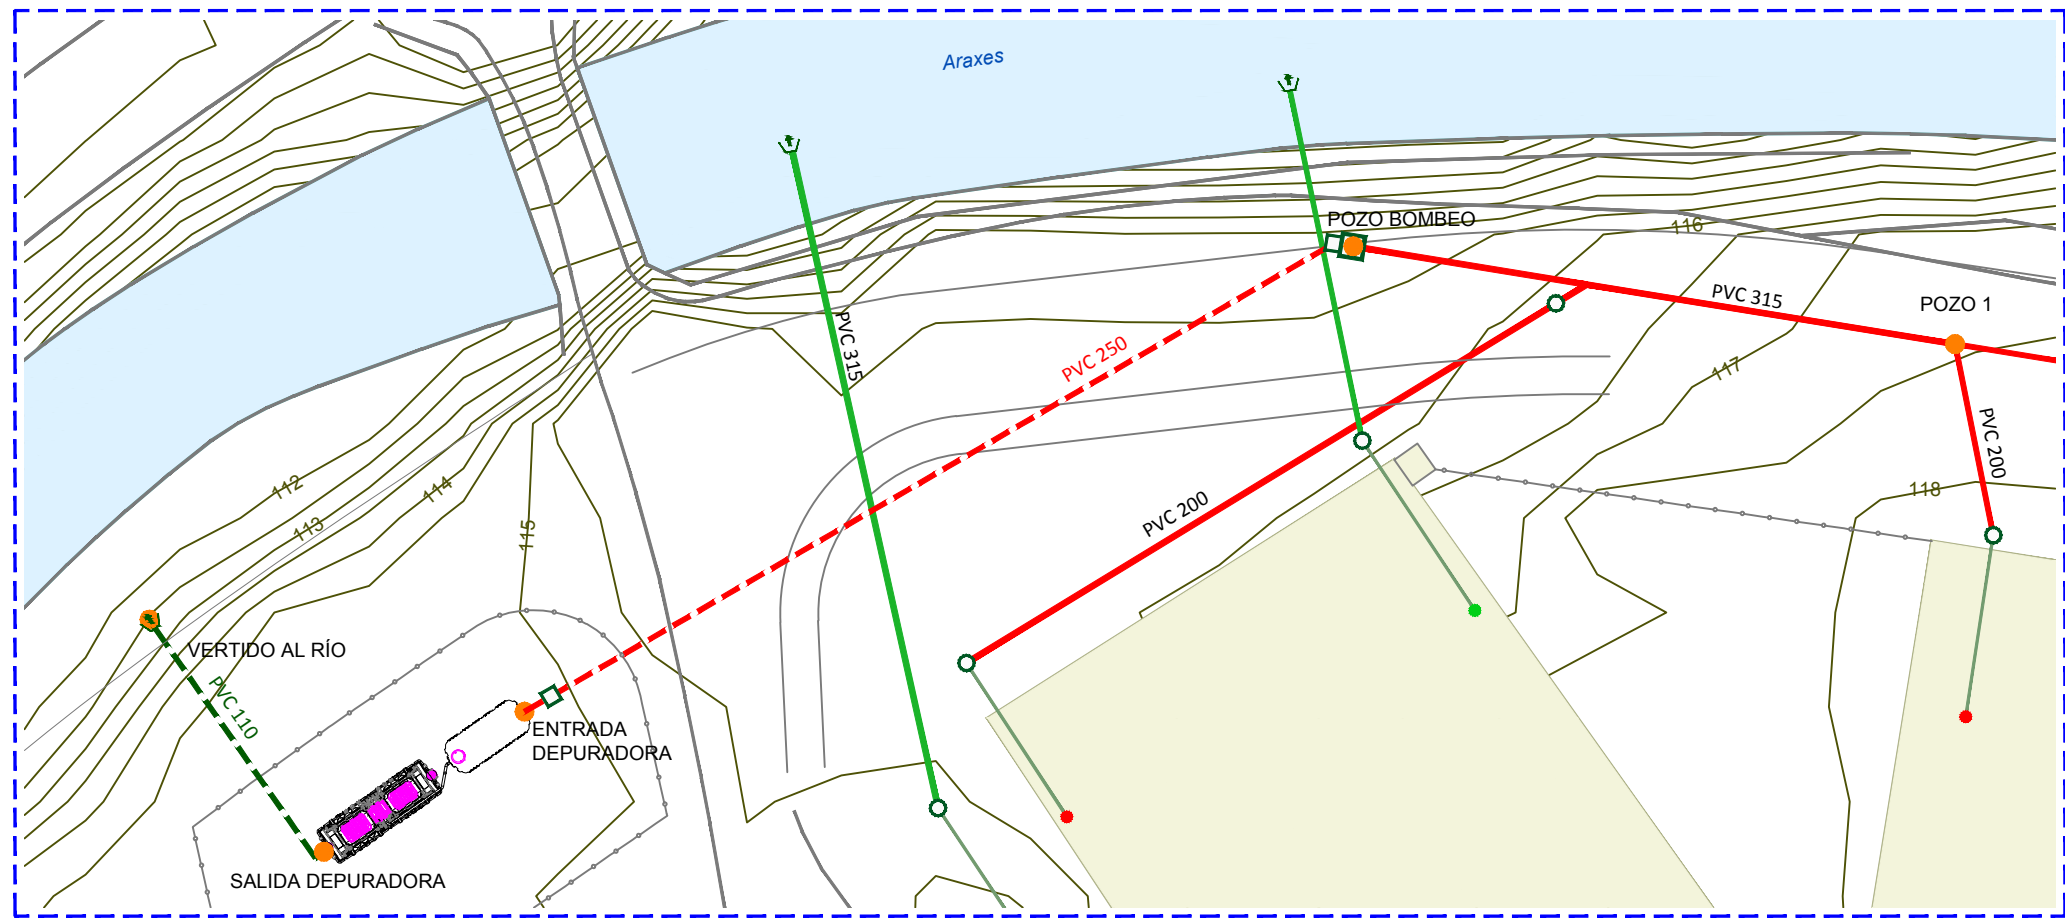 Araxes
POZO BOMBEO
116
PVC 315
POZO 1
PVC 315
PVC 250
117
PVC 200
118
112
114
PVC 200
113
115
VERTIDO AL RÍO
PVC 110
ENTRADA
DEPURADORA
SALIDA DEPURADORA